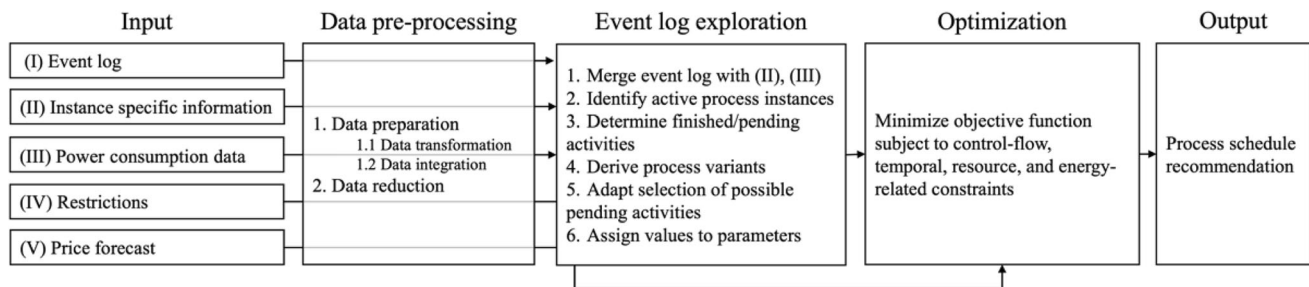 Input
Data pre-processing
Event log exploration
Optimization
Output
(I) Event log
(II) Instance specific information
(III) Power consumption data
(IV) Restrictions
(V) Price forecast
1. Data preparation
1.1 Data transformation
1.2 Data integration
2. Data reduction
1. Merge event log with (II), (III)
2. Identify active process instances
3. Determine finished/pending
activities
4. Derive process variants
5. Adapt selection of possible
pending activities
6. Assign values to parameters
Minimize objective function
subject to control-flow,
temporal, resource, and energy-
related constraints
Process schedule
recommendation